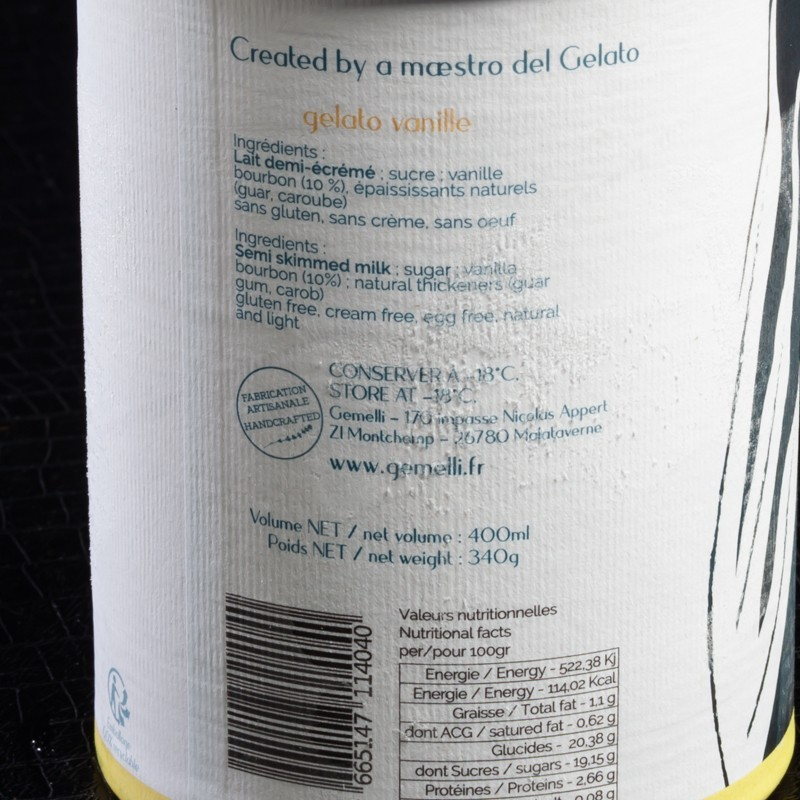 Created by a mæstro del Gelato
gelato vanille
Ingrédients :
Lait demi-écrémé ; sucre ; vanille
bourbon (10 %), épaississants naturels
(guar, caroube)
sans gluten, sans crème, sans oeuf
Ingredients :
Semi skimmed milk ; sugar ; vanilla
bourbon (10%) ; natural thickeners (guar
gum, carob)
gluten free, cream free, egg free, natural
and light
FABRICATION
ARTISANALE
HANDCRAFTED
CONSERVER À -18°C.
STORE AT -18°C.
Gemelli - 170 impasse Nicolas Appert
ZI Montchamp - 26780 Malataverne
www.gemelli.fr
Volume NET / net volume : 400ml
Poids NET / net weight : 340g
665147 114040
Valeurs nutritionnelles
Nutritional facts
per/pour 100gr
Energie / Energy - 522,38 Kj
Energie / Energy - 114,02 Kcal
Graisse / Total fat - 1,1 g
dont ACG / satured fat - 0,62 g
Glucides - 20,38 g
dont Sucres / sugars - 19,15 g
Protéines / Proteins - 2,66 g
0,08 g